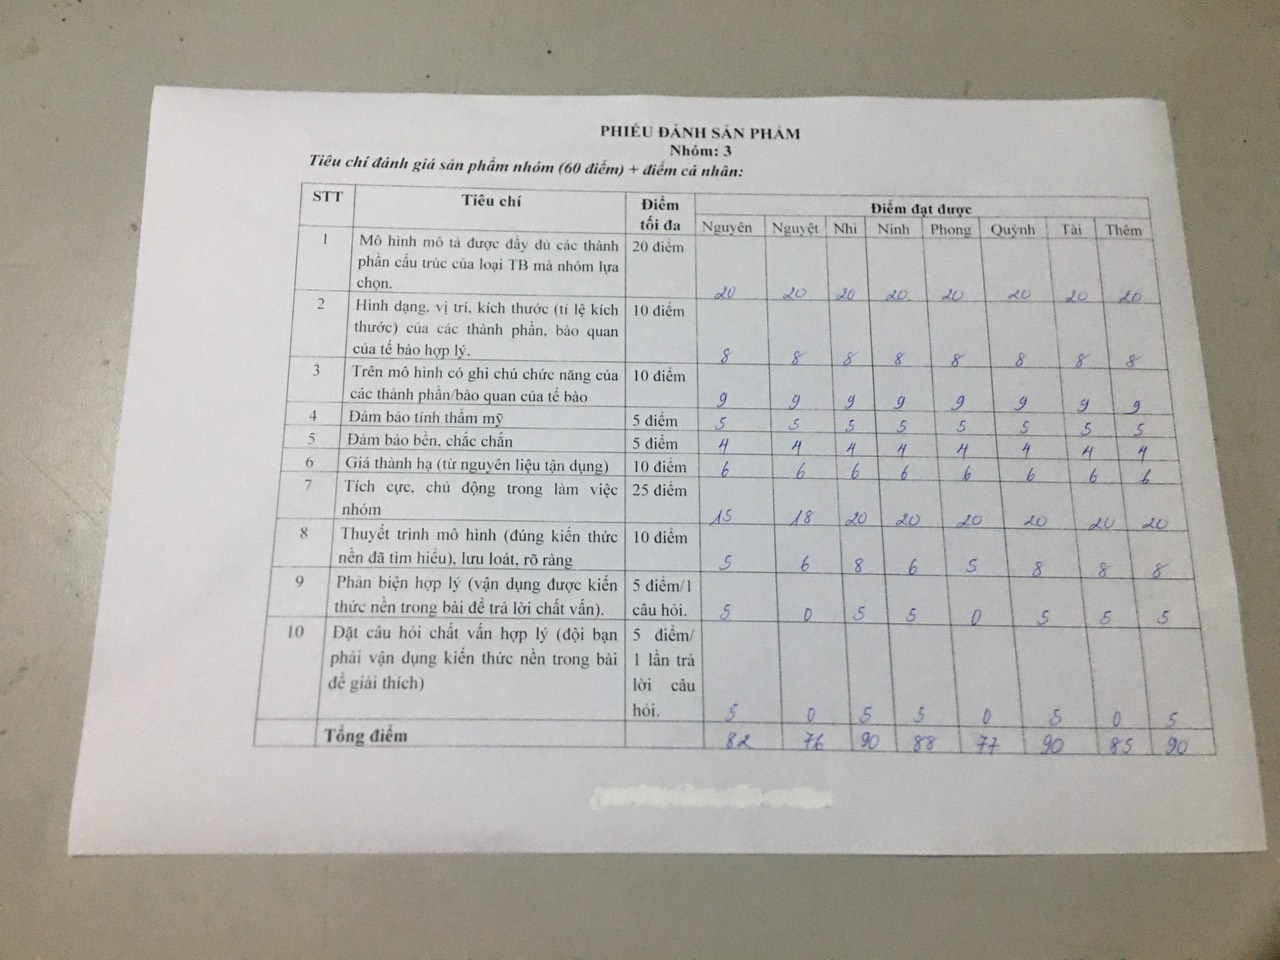 PHIẾU ĐÁNH SẢN PHẨM
Nhóm: 3
Tiêu chí đánh giá sản phẩm nhóm (60 điểm) + điểm cá nhân:
STT Tiêu chí Điểm tối đa Điểm đạt được
Nguyên Nguyệt Nhi Ninh Phong Quỳnh Tài Thêm
1 Mô hình mô tả được đầy đủ các thành 20 điểm
phần cấu trúc của loại TB mà nhóm lựa
chọn. 20 20 20 20 20 20 20 20
2 Hình dạng, vị trí, kích thước (tỉ lệ kích 10 điểm
thước) của các thành phần, bào quan
của tế bào hợp lý. 8 8 8 8 8 8 8 8
3 Trên mô hình có ghi chú chức năng của 10 điểm
các thành phần/bào quan của tế bào 9 9 9 9 9 9 9 9
4 Đảm bảo tính thẩm mỹ 5 điểm 5 5 5 5 5 5 5 5
5 Đảm bảo bền, chắc chắn 5 điểm 4 4 4 4 4 4 4 4
6 Giá thành hạ (từ nguyên liệu tận dụng) 10 điểm 6 6 6 6 6 6 6 6
7 Tích cực, chủ động trong làm việc 25 điểm
nhóm 15 18 20 20 20 20 20 20
8 Thuyết trình mô hình (đúng kiến thức 10 điểm
nền đã tìm hiểu), lưu loát, rõ ràng 5 6 8 6 5 8 8 8
9 Phản biện hợp lý (vận dụng được kiến 5 điểm/1
thức nền trong bài để trả lời chất vấn). câu hỏi. 5 0 5 5 0 5 5 5
10 Đặt câu hỏi chất vấn hợp lý (đội bạn 5 điểm/
phải vận dụng kiến thức nền trong bài 1 lần trả
để giải thích) lời câu
hỏi. 5 0 5 5 0 5 0 5
Tổng điểm 82 76 90 88 77 90 85 90